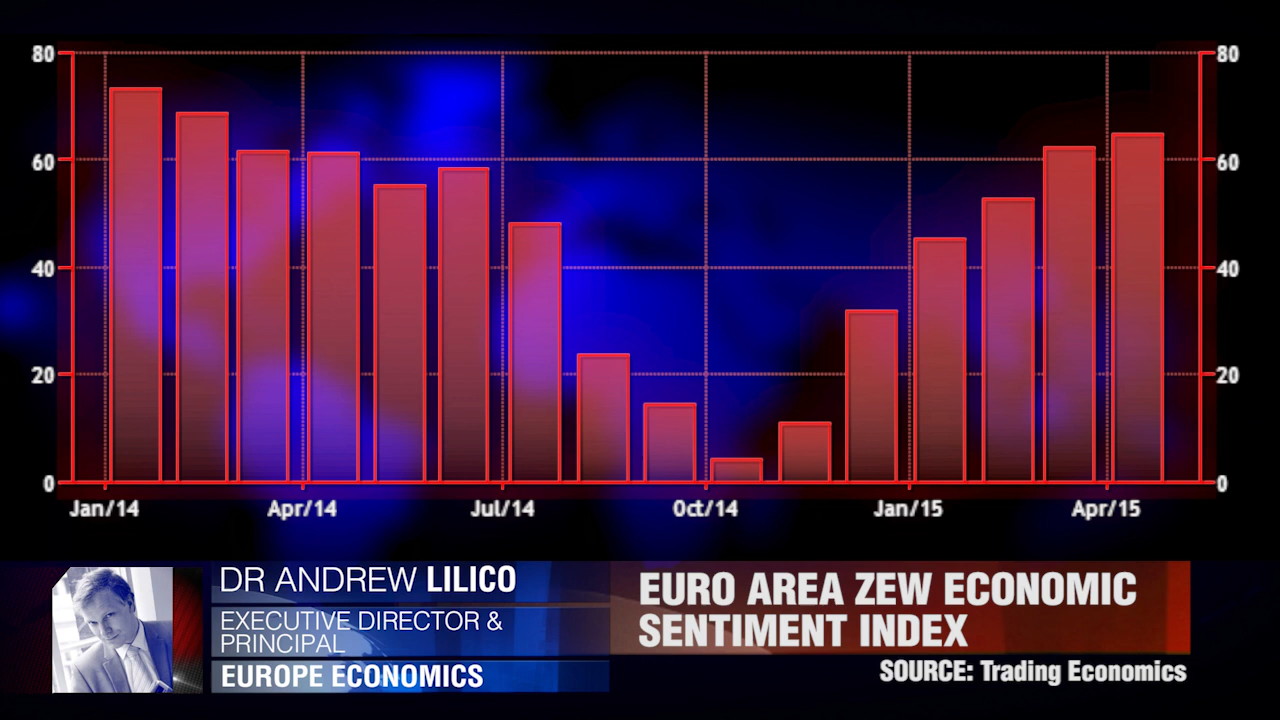 80
60
40
20
0
80
60
40
20
0
Jan/14 Apr/14 Jul/14 Oct/14 Jan/15 Apr/15
DR ANDREW LILICO
EXECUTIVE DIRECTOR &
PRINCIPAL
EUROPE ECONOMICS
EURO AREA ZEW ECONOMIC
SENTIMENT INDEX
SOURCE: Trading Economics